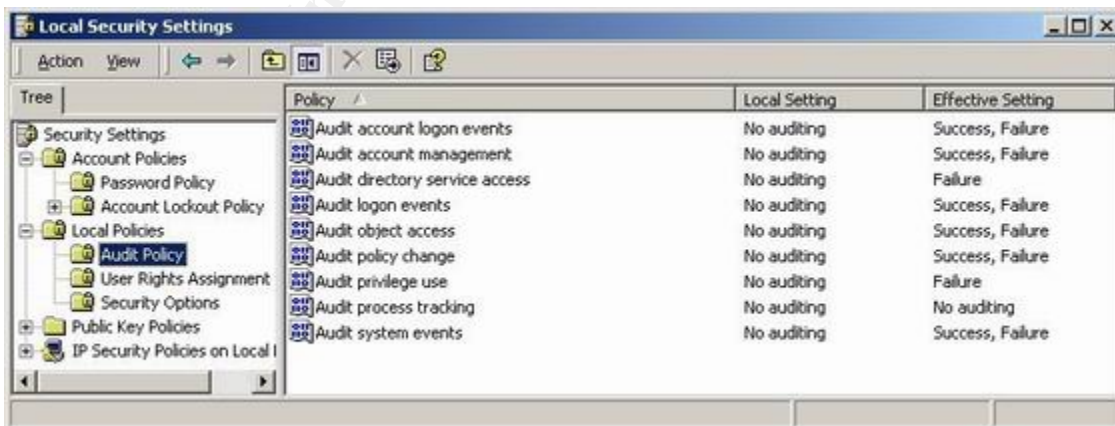 Local Security Settings
Action View
Tree
Security Settings
Account Policies
Password Policy
Account Lockout Policy
Local Policies
Audit Policy
User Rights Assignment
Security Options
Public Key Policies
IP Security Policies on Local
Policy Local Setting Effective Setting
Audit account logon events No auditing Success, Failure
Audit account management No auditing Success, Failure
Audit directory service access No auditing Failure
Audit logon events No auditing Success, Failure
Audit object access No auditing Success, Failure
Audit policy change No auditing Success, Failure
Audit privilege use No auditing Failure
Audit process tracking No auditing No auditing
Audit system events No auditing Success, Failure